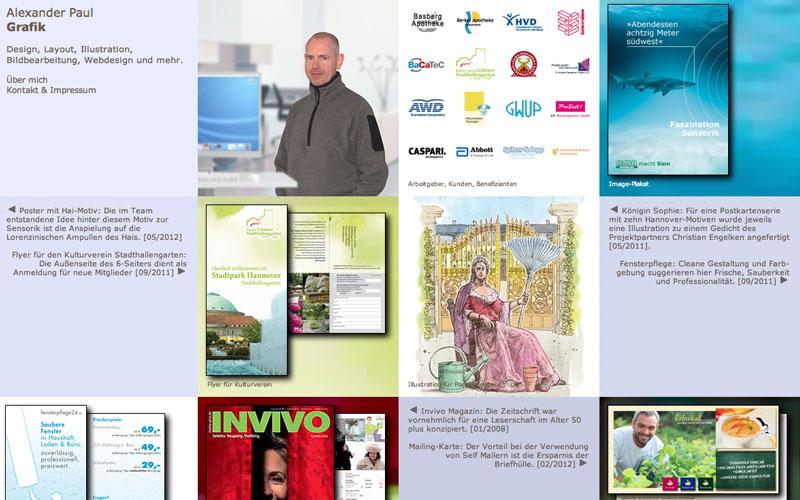 Alexander Paul
Grafik
Design, Layout, Illustration,
Bildbearbeitung, Webdesign und mehr.
Über mich
Kontakt & Impressum
Basberg
Apotheke
Berkel Apotheke
HVD
BaCaTeC
Stadthallengarten
AWD
GWUP
ProSell!
CASPARI.
Abbott
Spitzer & Popp
Arbeitgeber, Kunden, Benefizianten
»Abendessen
achtzig Meter
südwest«
Faszination
Sensorik
macht Sinn
Image-Plakat
Poster mit Hai-Motiv: Die im Team
entstandene Idee hinter diesem Motiv zur
Sensorik ist die Anspielung auf die
Lorenzinischen Ampullen des Hais. [05/2012]
Flyer für den Kulturverein Stadthallengarten:
Die Außenseite des 6-Seiters dient als
Anmeldung für neue Mitglieder [09/2011]
Herzlich willkommen im
Stadtpark Hannover
Stadthallengarten
Flyer für Kulturverein
Illustration für
Königin Sophie: Für eine Postkartenserie
mit zehn Hannover-Motiven wurde jeweils
eine Illustration zu einem Gedicht des
Projektpartners Christian Engelken angefertigt
[05/2011].
Fensterpflege: Cleane Gestaltung und Farb-
gebung suggerieren hier Frische, Sauberkeit
und Professionalität. [09/2011]
fensterpflege24.de
Saubere
Fenster
in Haushalt,
Laden & Büro:
zuverlässig,
professionell,
preiswert.
Preisbeispiele:
69,-
49,-
29,-
Fragen?
INVIVO
Invivo Magazin: Die Zeitschrift war
vornehmlich für eine Leserschaft im Alter 50
plus konzipiert. [01/2008]
Mailing-Karte: Der Vorteil bei der Verwendung
von Self Mailern ist die Ersparnis der
Briefhülle. [02/2012]